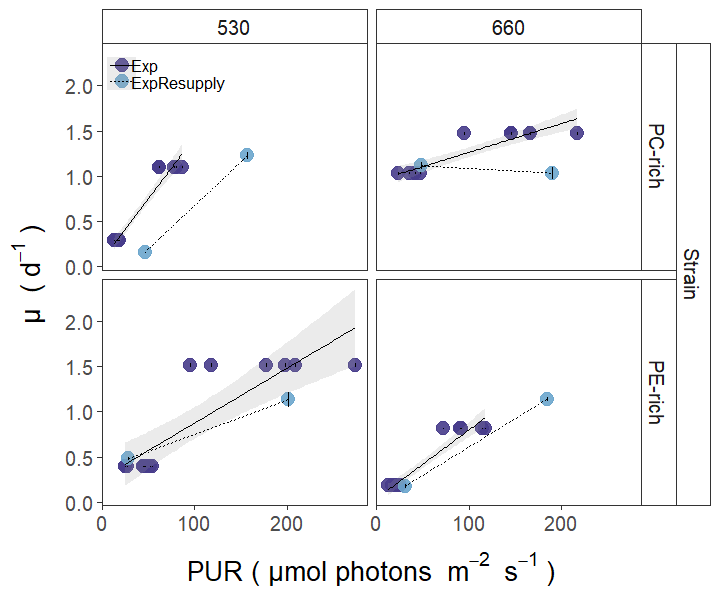 530
660
Exp
ExpResupply
2.0
1.5
1.0
0.5
0.0
PC-rich
Strain
2.0
1.5
1.0
0.5
0.0
PE-rich
μ ( d⁻¹ )
0
100
200
0
100
200
PUR ( μmol photons m⁻² s⁻¹ )